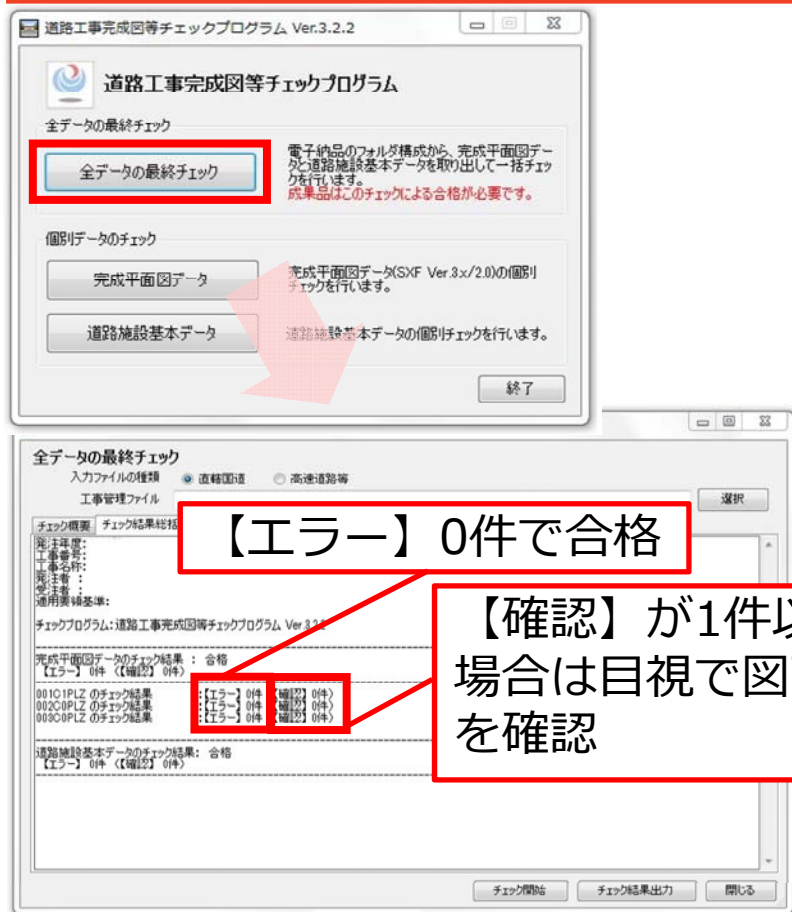 道路工事完成図等チェックプログラム Ver.3.2.2
道路工事完成図等チェックプログラム
全データの最終チェック
全データの最終チェック
電子納品のフォルダ構成から、完成平面図デー
タと道路施設基本データを取り出して一括チェッ
クを行います。
成果品はこのチェックによる合格が必要です。
個別データのチェック
完成平面図データ
完成平面図データ(SXF Ver.3x/2.0)の個別
チェックを行います。
道路施設基本データ
道路施設基本データの個別チェックを行います。
終了
全データの最終チェック
入力ファイルの種類 直轄国道 高速道路等
工事管理ファイル 選択
チェック概要 チェック結果総括
発注年度:
工事番号:
工事名称:
発注者 :
受注者 :
適用要領基準:
チェックプログラム:道路工事完成図等チェックプログラム Ver.3.2.2
完成平面図データのチェック結果 : 合格
【エラー】 0件 (【確認】 0件)
001C1PLZ のチェック結果 :【エラー】 0件 (【確認】 0件)
002C0PLZ のチェック結果 :【エラー】 0件 (【確認】 0件)
003C0PLZ のチェック結果 :【エラー】 0件 (【確認】 0件)
道路施設基本データのチェック結果: 合格
【エラー】 0件 (【確認】 0件)
【エラー】0件で合格
【確認】が1件以
場合は目視で図
を確認
チェック開始 チェック結果出力 閉じる